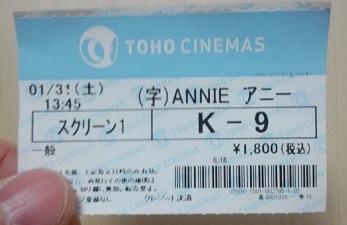 TOHO CINEMAS
01/31(土)
13:45
(字)ANNIE アニー
スクリーン1
K-9
一般
¥1,800(税込)
クレジット決済